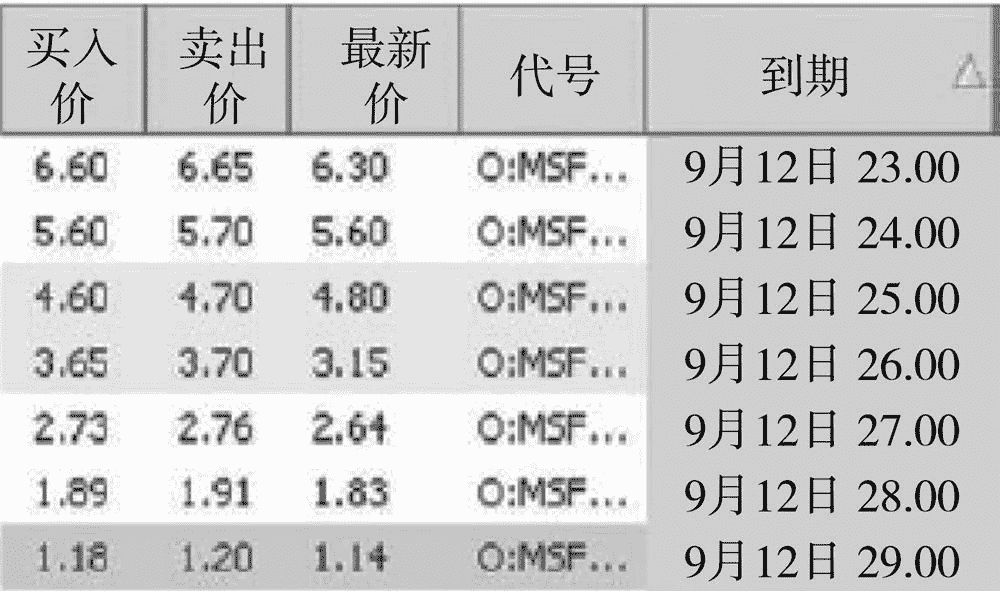 买入价 卖出价 最新价 代号 到期
6.60 6.65 6.30 O:MSF... 9月12日 23.00
5.60 5.70 5.60 O:MSF... 9月12日 24.00
4.60 4.70 4.80 O:MSF... 9月12日 25.00
3.65 3.70 3.15 O:MSF... 9月12日 26.00
2.73 2.76 2.64 O:MSF... 9月12日 27.00
1.89 1.91 1.83 O:MSF... 9月12日 28.00
1.18 1.20 1.14 O:MSF... 9月12日 29.00